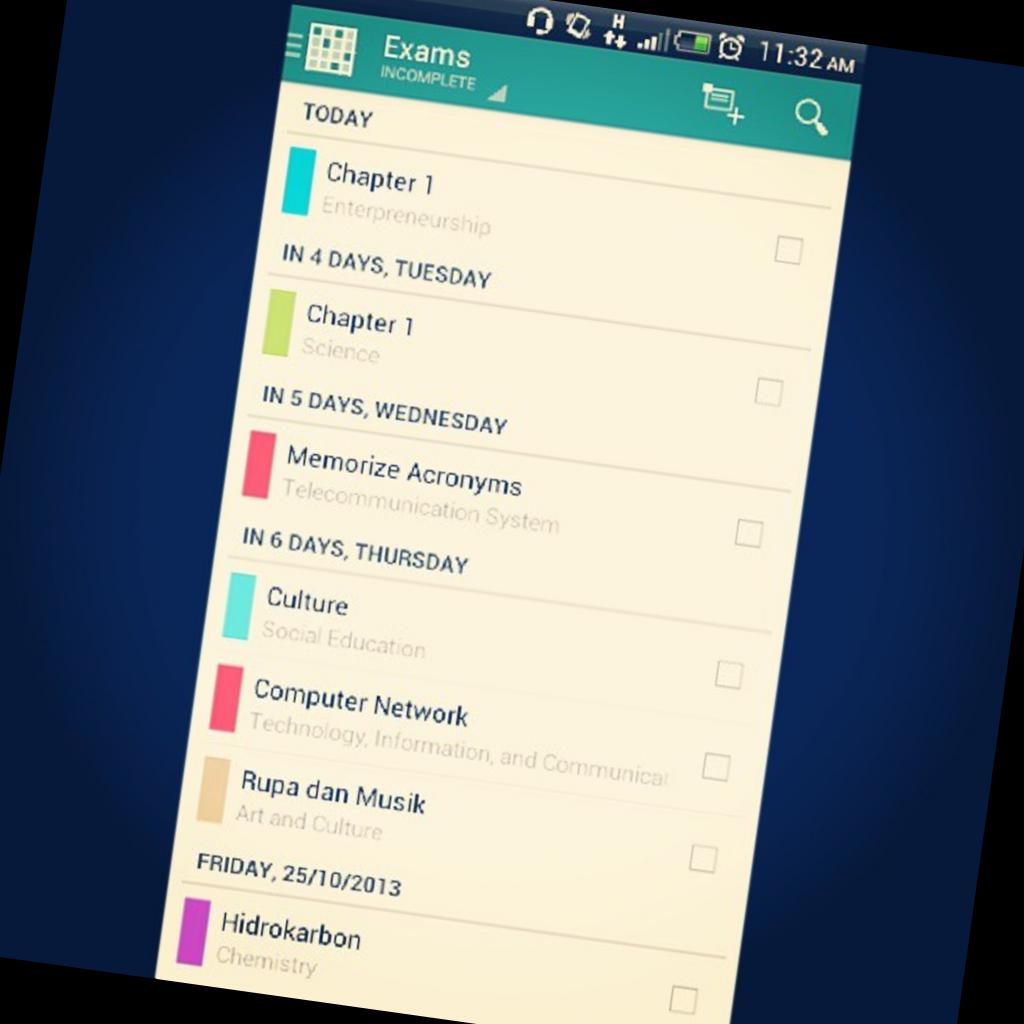 H
11:32 AM
Exams
INCOMPLETE
TODAY
Chapter 1
Enterpreneurship
IN 4 DAYS, TUESDAY
Chapter 1
Science
IN 5 DAYS, WEDNESDAY
Memorize Acronyms
Telecommunication System
IN 6 DAYS, THURSDAY
Culture
Social Education
Computer Network
Technology, Information, and Communicat
Rupa dan Musik
Art and Culture
FRIDAY, 25/10/2013
Hidrokarbon
Chemistry